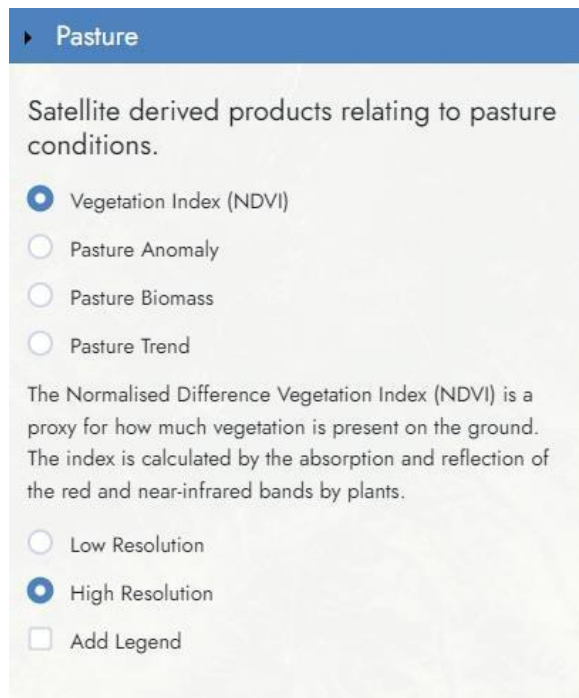 Pasture
Satellite derived products relating to pasture
conditions.
Vegetation Index (NDVI)
Pasture Anomaly
Pasture Biomass
Pasture Trend
The Normalised Difference Vegetation Index (NDVI) is a
proxy for how much vegetation is present on the ground.
The index is calculated by the absorption and reflection of
the red and near-infrared bands by plants.
Low Resolution
High Resolution
Add Legend